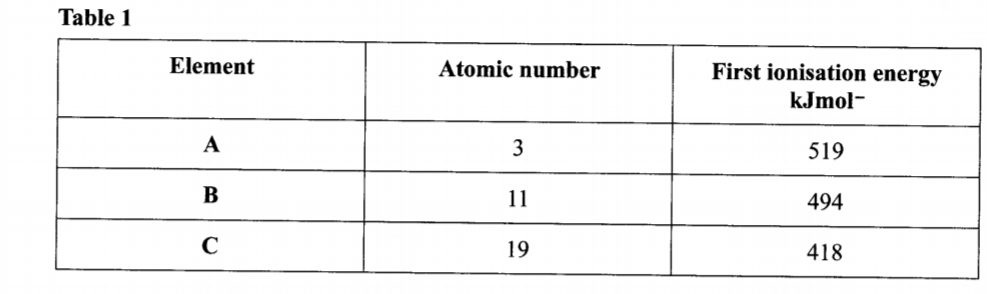 Table 1
Element Atomic number First ionisation energy
kJmol⁻
A 3 519
B 11 494
C 19 418